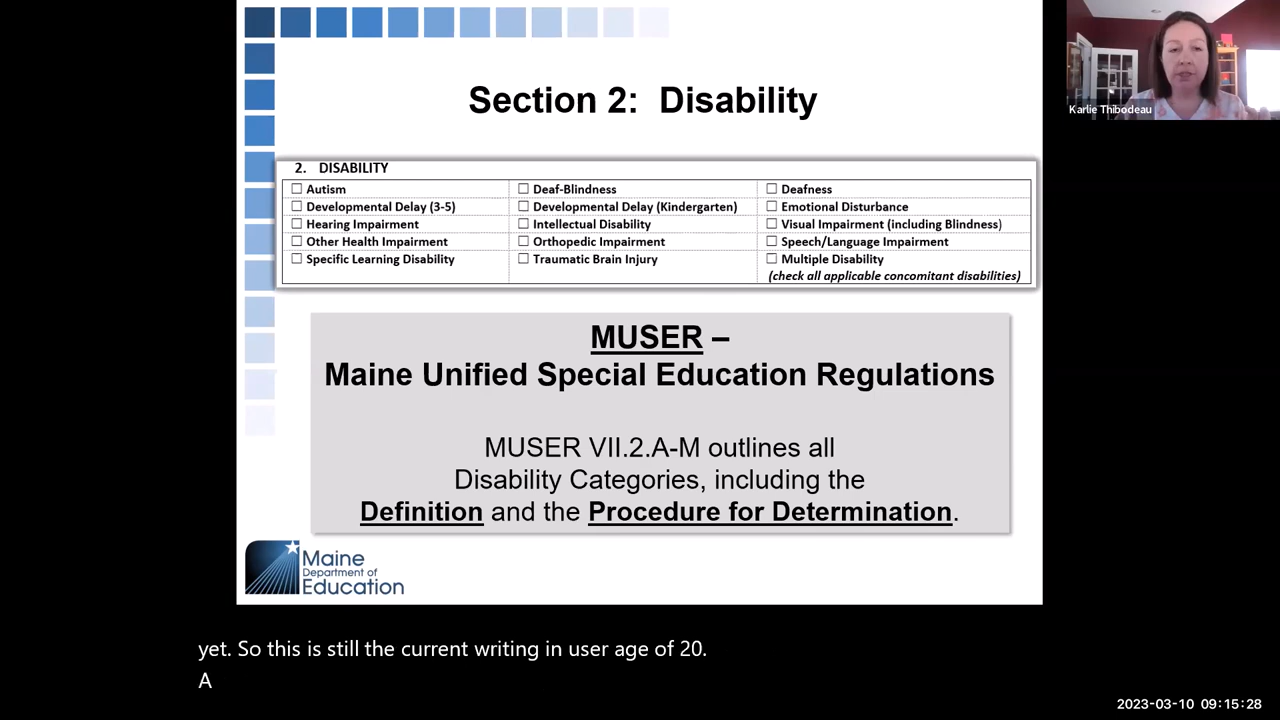 Section 2: Disability
2. DISABILITY
☐ Autism ☐ Deaf-Blindness ☐ Deafness
☐ Developmental Delay (3-5) ☐ Developmental Delay (Kindergarten) ☐ Emotional Disturbance
☐ Hearing Impairment ☐ Intellectual Disability ☐ Visual Impairment (including Blindness)
☐ Other Health Impairment ☐ Orthopedic Impairment ☐ Speech/Language Impairment
☐ Specific Learning Disability ☐ Traumatic Brain Injury ☐ Multiple Disability
(check all applicable concomitant disabilities)
MUSER –
Maine Unified Special Education Regulations
MUSER VII.2.A-M outlines all
Disability Categories, including the
Definition and the Procedure for Determination.
Maine
Department of
Education
Karlie Thibodeau
yet. So this is still the current writing in user age of 20.
A
2023-03-10 09:15:28